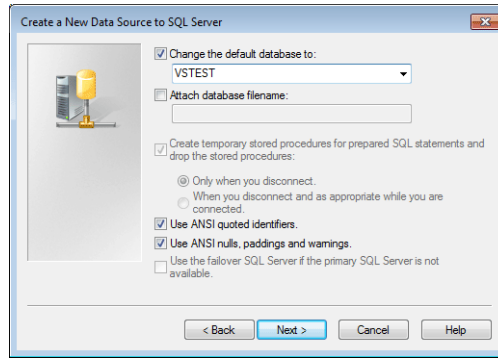 Create a New Data Source to SQL Server
Change the default database to:
VSTEST
Attach database filename:
Create temporary stored procedures for prepared SQL statements and
drop the stored procedures:
Only when you disconnect.
When you disconnect and as appropriate while you are
connected.
Use ANSI quoted identifiers.
Use ANSI nulls, paddings and warnings.
Use the failover SQL Server if the primary SQL Server is not
available.
< Back Next > Cancel Help